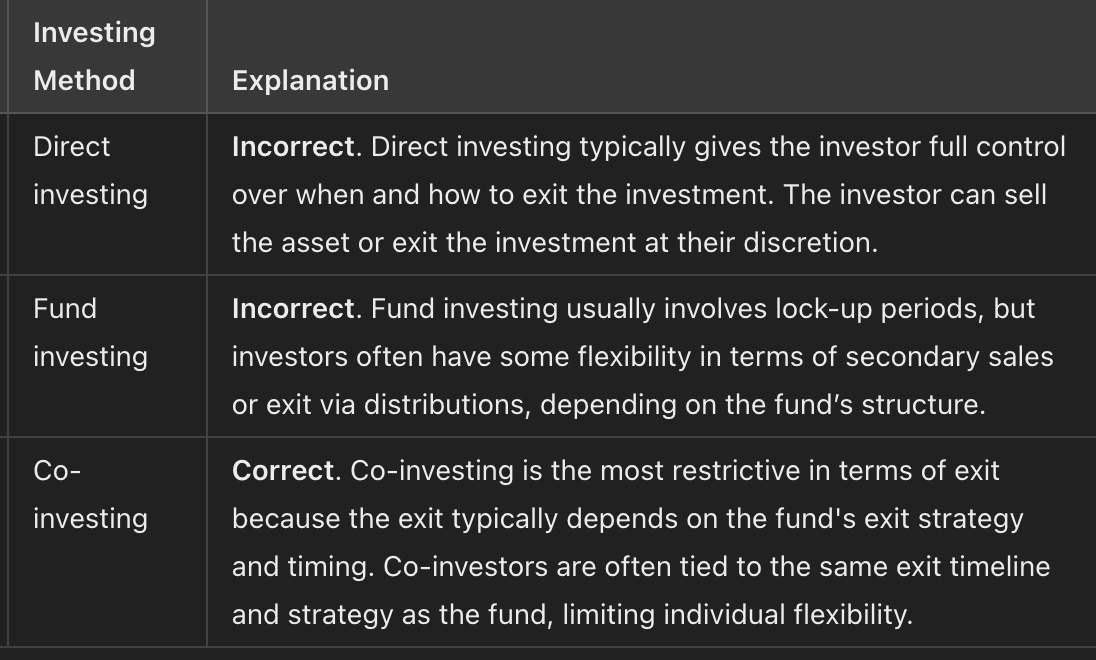 Investing
Method
Explanation
Direct
investing
Incorrect. Direct investing typically gives the investor full control
over when and how to exit the investment. The investor can sell
the asset or exit the investment at their discretion.
Fund
investing
Incorrect. Fund investing usually involves lock-up periods, but
investors often have some flexibility in terms of secondary sales
or exit via distributions, depending on the fund’s structure.
Co-
investing
Correct. Co-investing is the most restrictive in terms of exit
because the exit typically depends on the fund's exit strategy
and timing. Co-investors are often tied to the same exit timeline
and strategy as the fund, limiting individual flexibility.